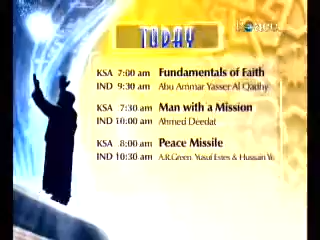 TODAY
KSA 7:00 am Fundamentals of Faith
IND 9:30 am Abu Ammar Yasser Al Qadhy
KSA 7:30 am Man with a Mission
IND 10:00 am Ahmed Deedat
KSA 8:00 am Peace Missile
IND 10:30 am A.R.Green, Yusuf Estes & Hussain Ye